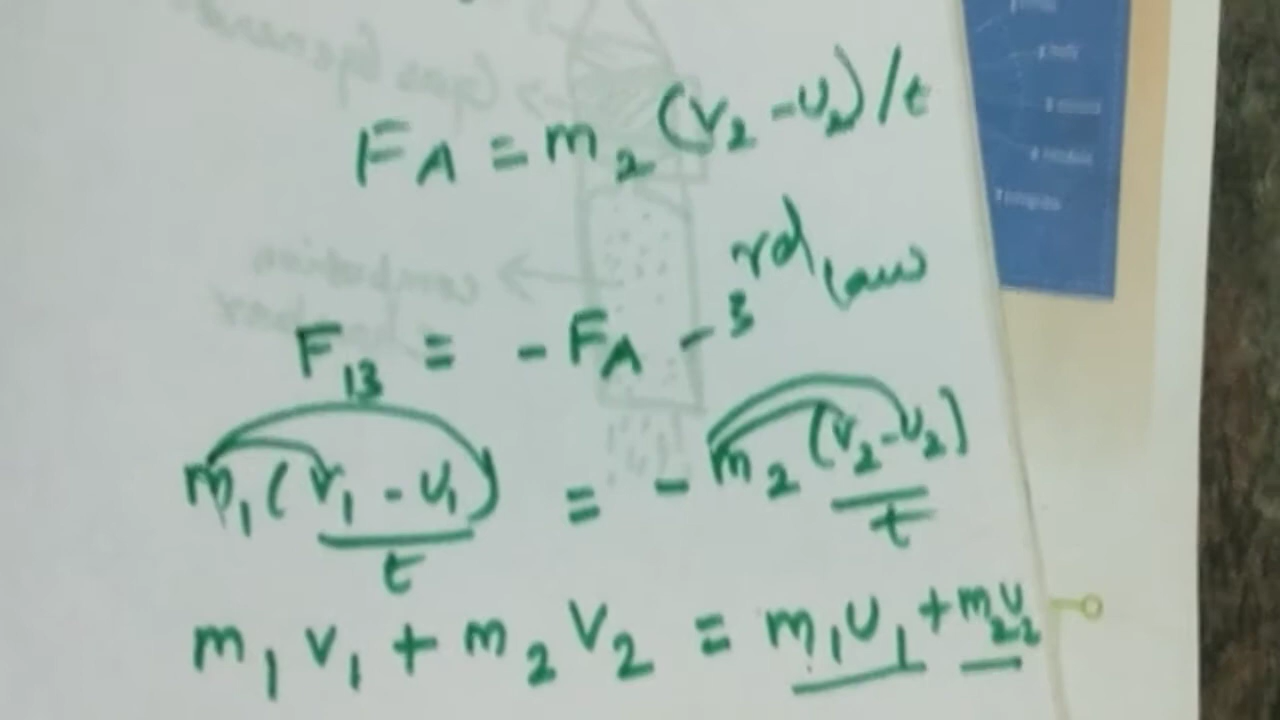 FA = m₂ (v₂ - u₂)/t
F13 = - FA - 3rd law
m₁ (v₁ - u₁) / t = - m₂ (v₂ - u₂) / t
m₁ v₁ + m₂ v₂ = m₁ u₁ + m₂ u₂